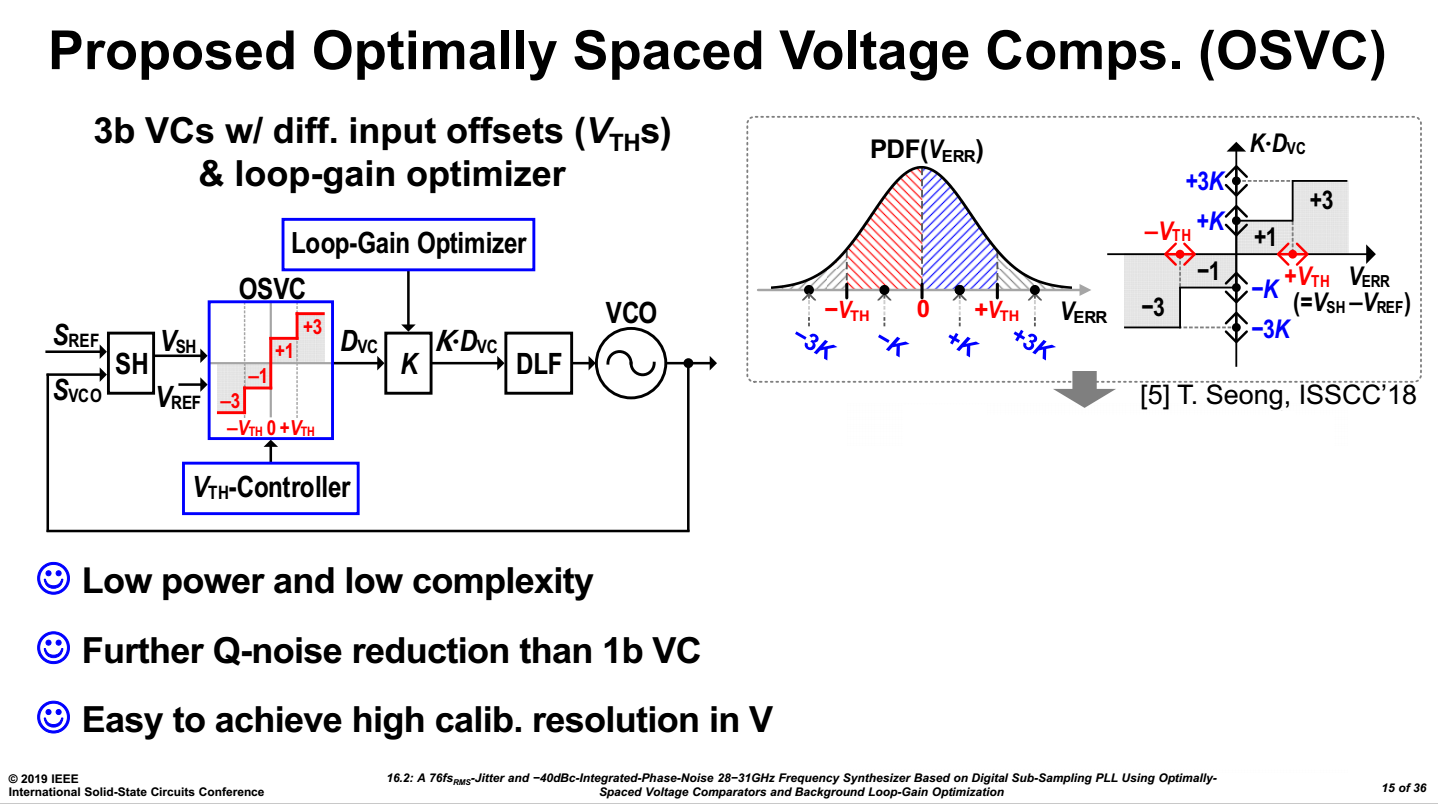 Proposed Optimally Spaced Voltage Comps. (OSVC)
3b VCs w/ diff. input offsets (VTHs)
& loop-gain optimizer
Loop-Gain Optimizer
OSVC
VCO
SREF
SVCO
SH
VSH
VREF
+3
+1
−1
−3
−VTH 0 +VTH
DVC
K
K·DVC
DLF
VTH-Controller
PDF(VERR)
−VTH
0
+VTH
VERR
−3K
−K
+K
+3K
K·DVC
+3K
+K
−VTH
+3
+1
−1
−3
+VTH
VERR
(=VSH−VREF)
−K
−3K
[5] T. Seong, ISSCC'18
Low power and low complexity
Further Q-noise reduction than 1b VC
Easy to achieve high calib. resolution in V
© 2019 IEEE
International Solid-State Circuits Conference
16.2: A 76fsRMS-Jitter and −40dBc-Integrated-Phase-Noise 28−31GHz Frequency Synthesizer Based on Digital Sub-Sampling PLL Using Optimally-
Spaced Voltage Comparators and Background Loop-Gain Optimization
15 of 36